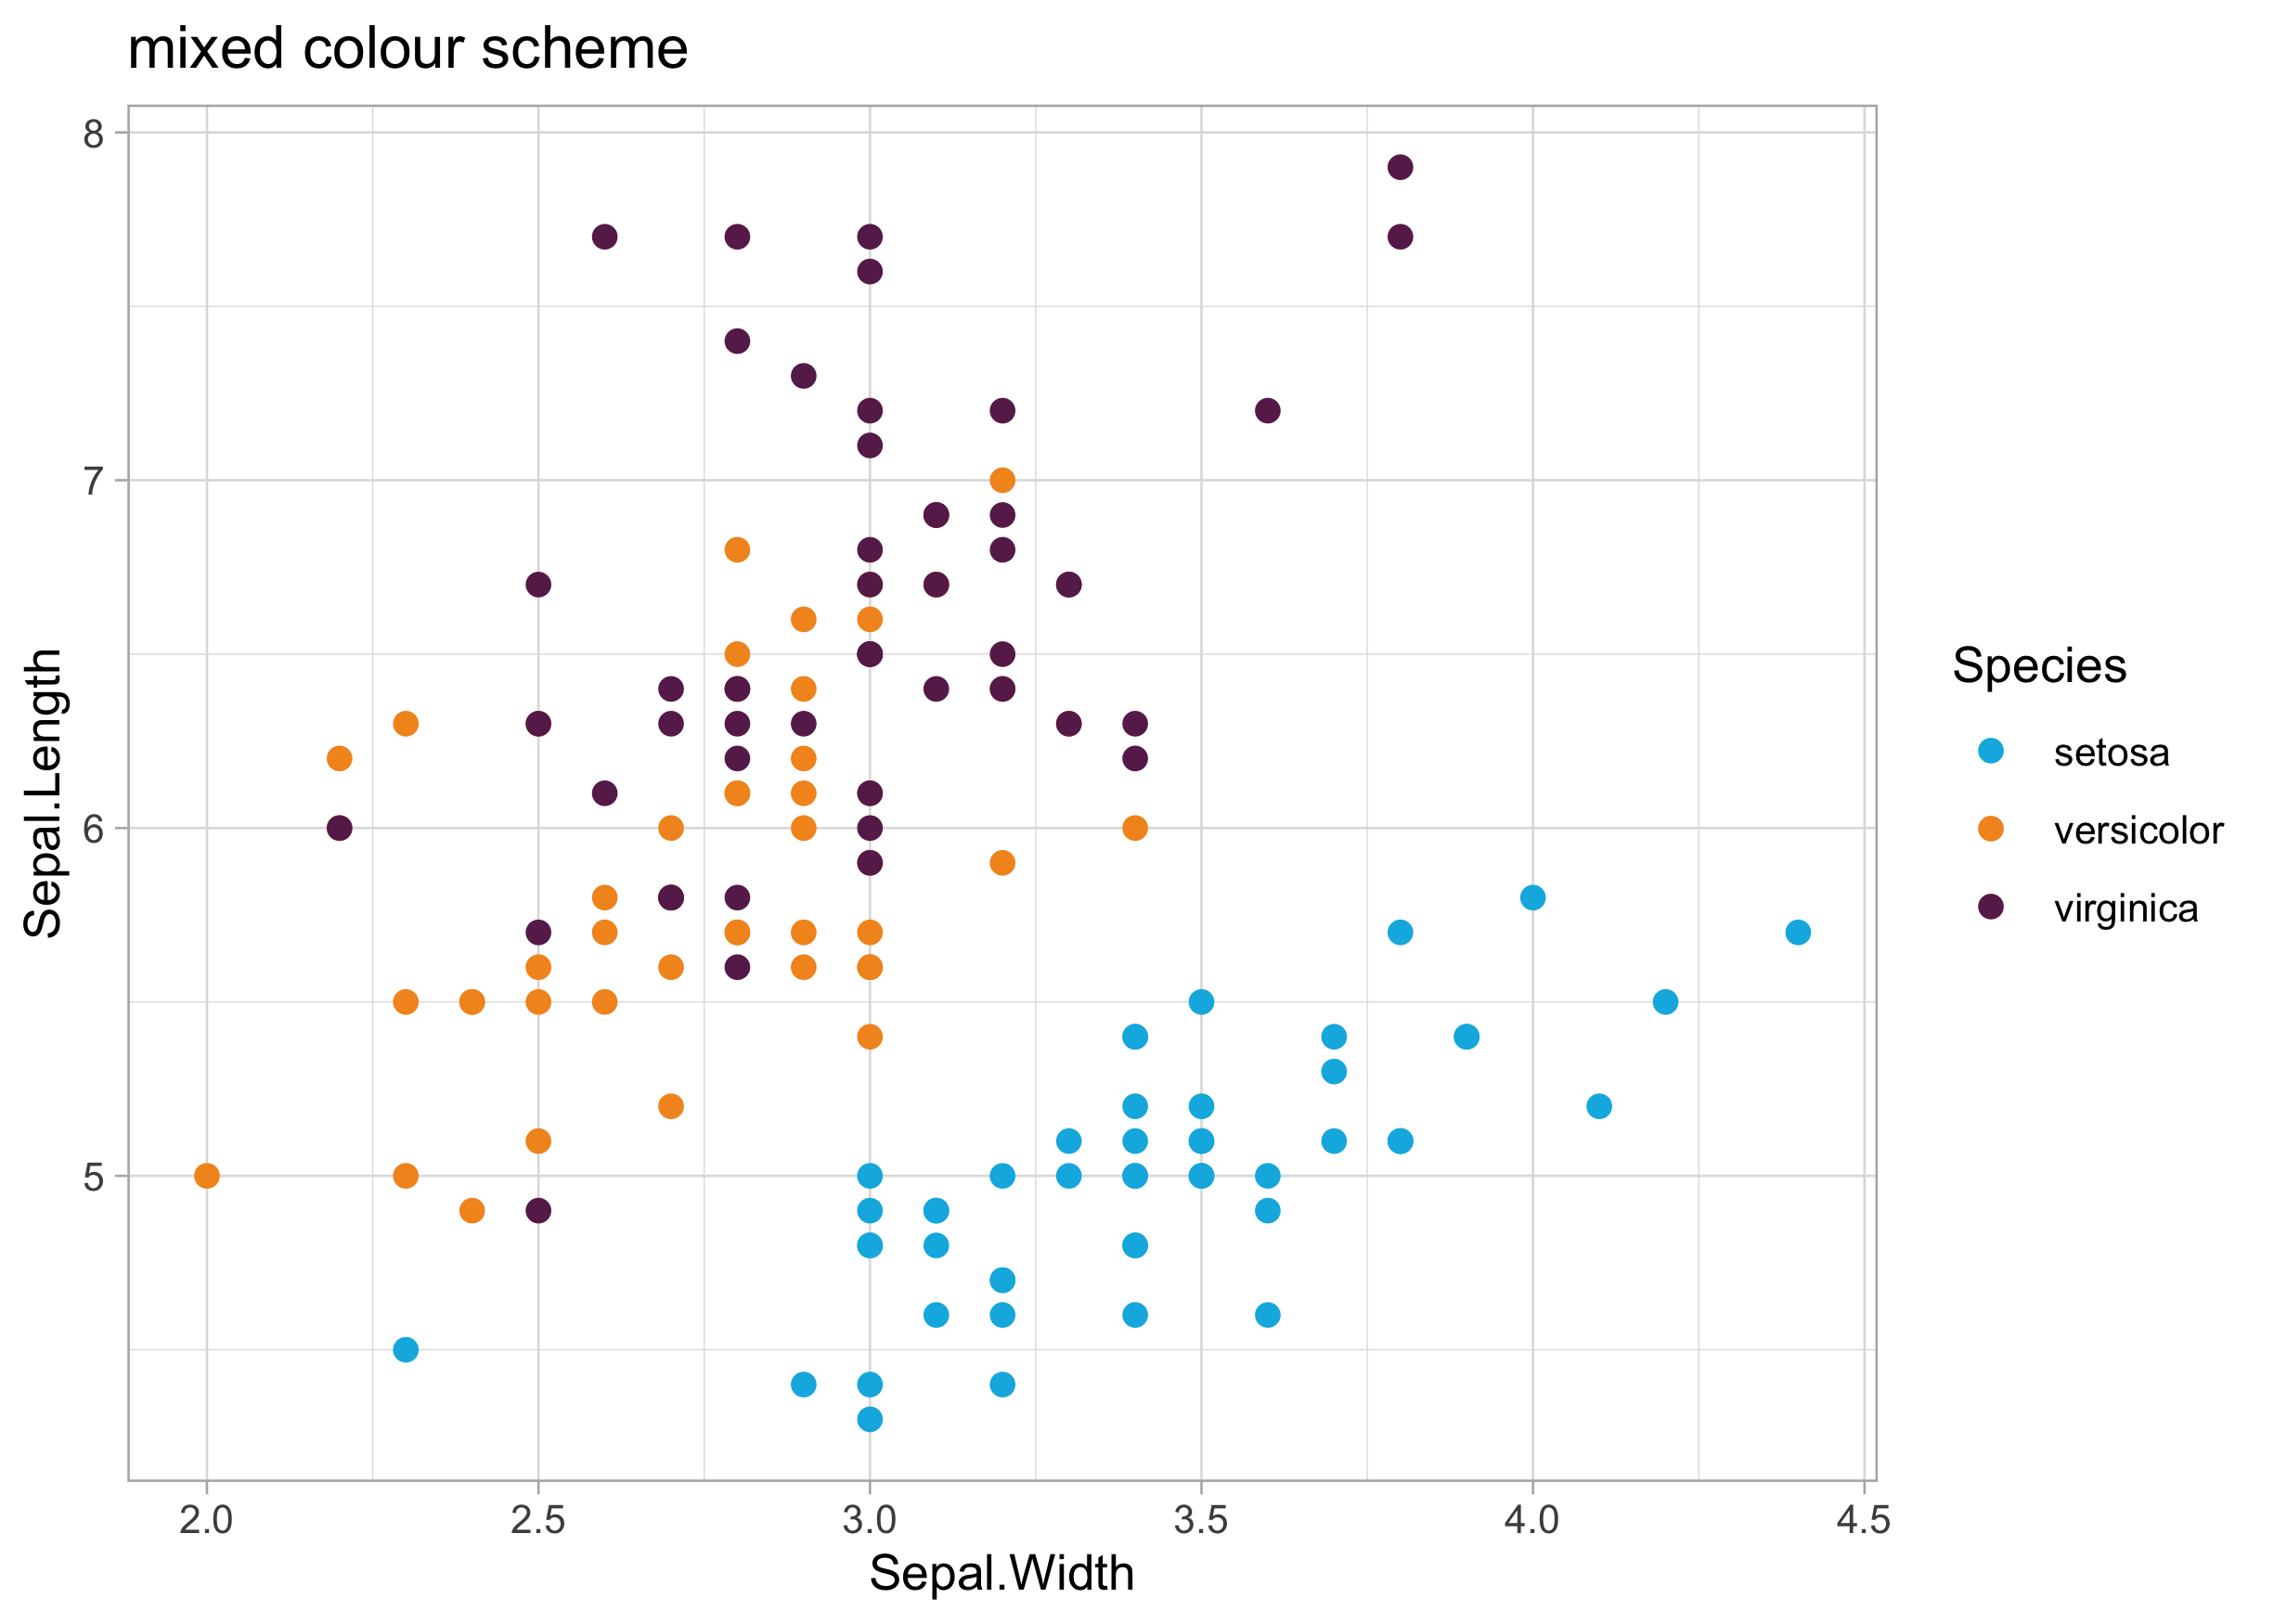 mixed colour scheme
8
7
6
5
Sepal.Length
2.0 2.5 3.0 3.5 4.0 4.5
Sepal.Width
Species
setosa
versicolor
virginica